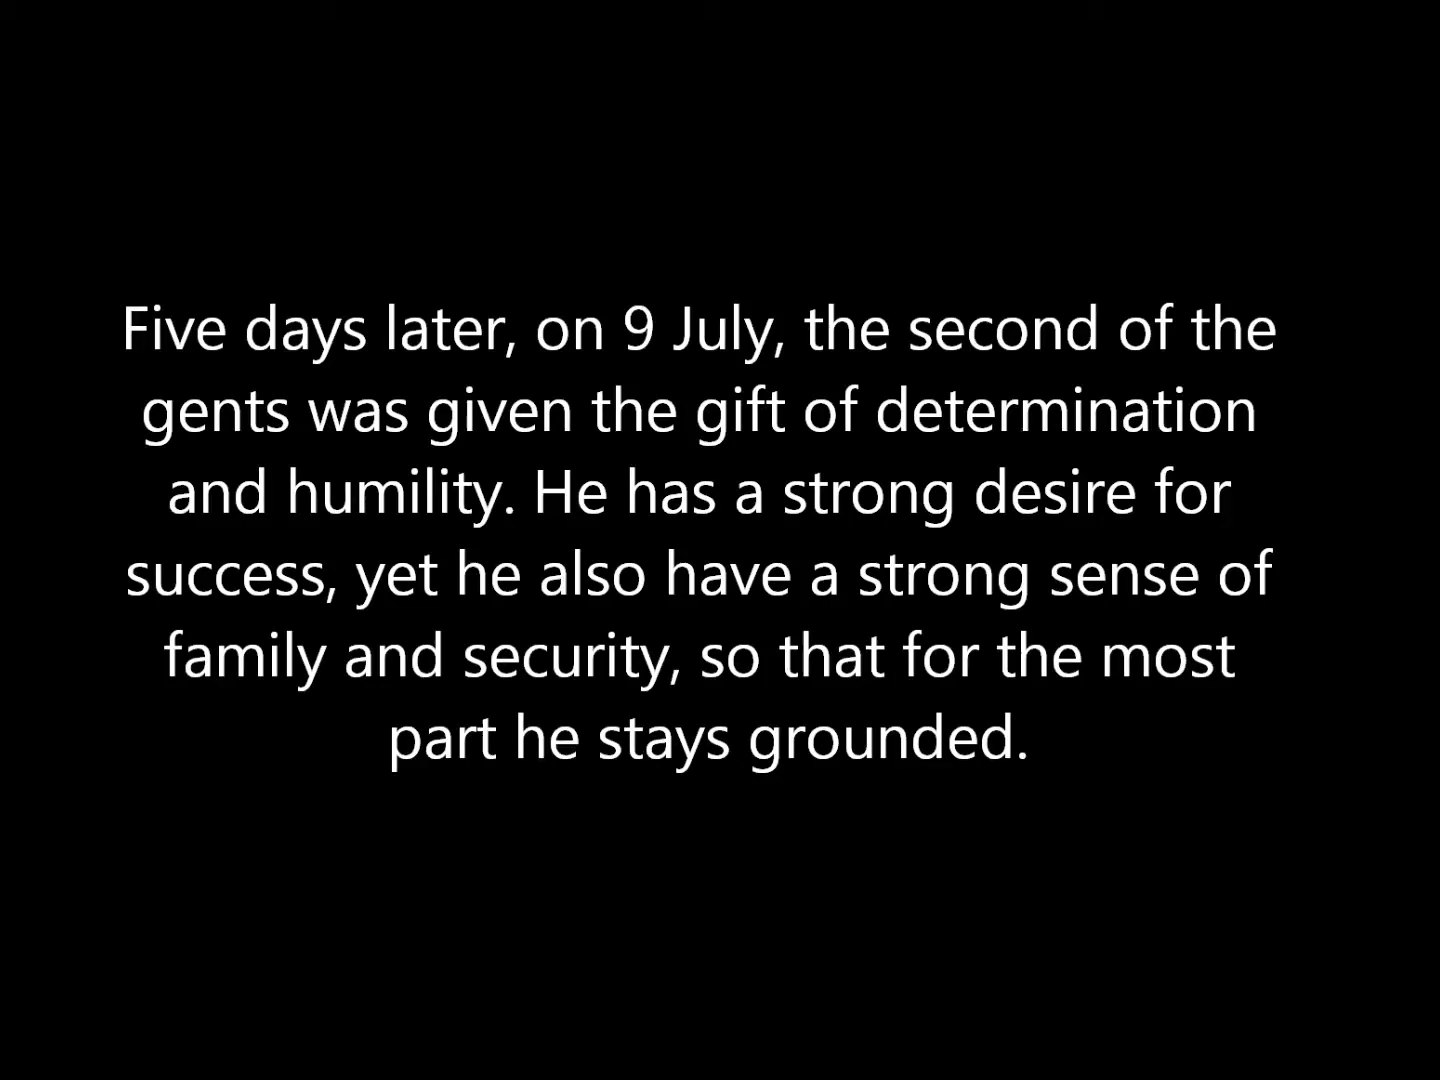 Five days later, on 9 July, the second of the
gents was given the gift of determination
and humility. He has a strong desire for
success, yet he also have a strong sense of
family and security, so that for the most
part he stays grounded.